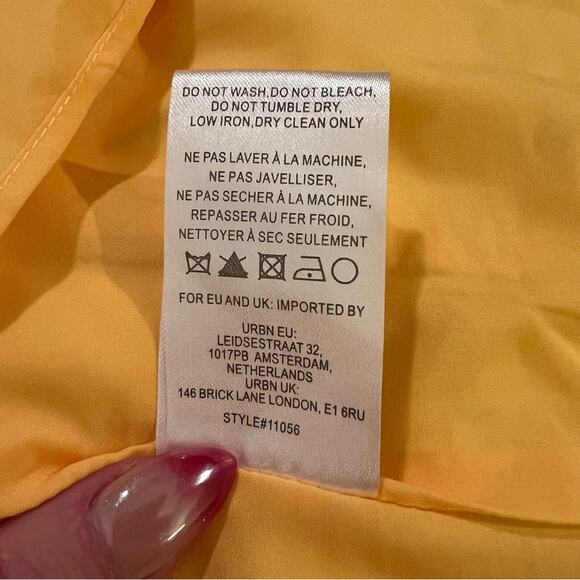 DO NOT WASH,DO NOT BLEACH,
DO NOT TUMBLE DRY,
LOW IRON,DRY CLEAN ONLY
NE PAS LAVER À LA MACHINE,
NE PAS JAVELLISER,
NE PAS SECHER À LA MACHINE,
REPASSER AU FER FROID,
NETTOYER À SEC SEULEMENT
FOR EU AND UK: IMPORTED BY
URBN EU:
LEIDSESTRAAT 32,
1017PB AMSTERDAM,
NETHERLANDS
URBN UK:
146 BRICK LANE LONDON, E1 6RU
STYLE#11056